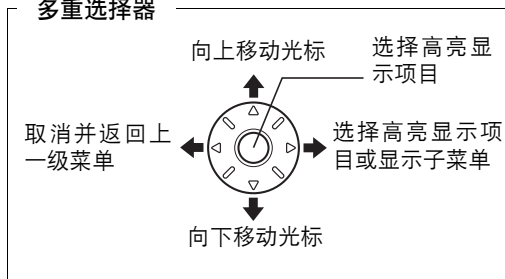 多重选择器
向上移动光标
选择高亮显
示项目
取消并返回上
一级菜单
选择高亮显示项
目或显示子菜单
向下移动光标